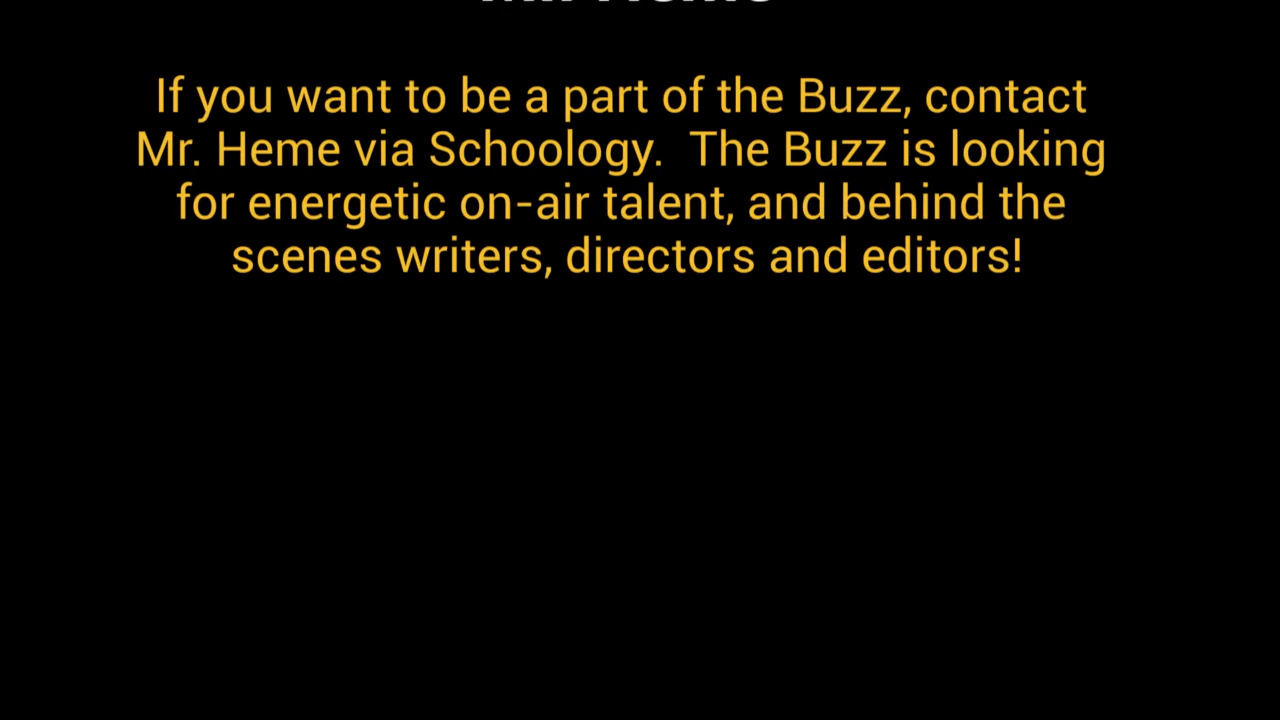 If you want to be a part of the Buzz, contact
Mr. Heme via Schoology.  The Buzz is looking
for energetic on-air talent, and behind the
scenes writers, directors and editors!